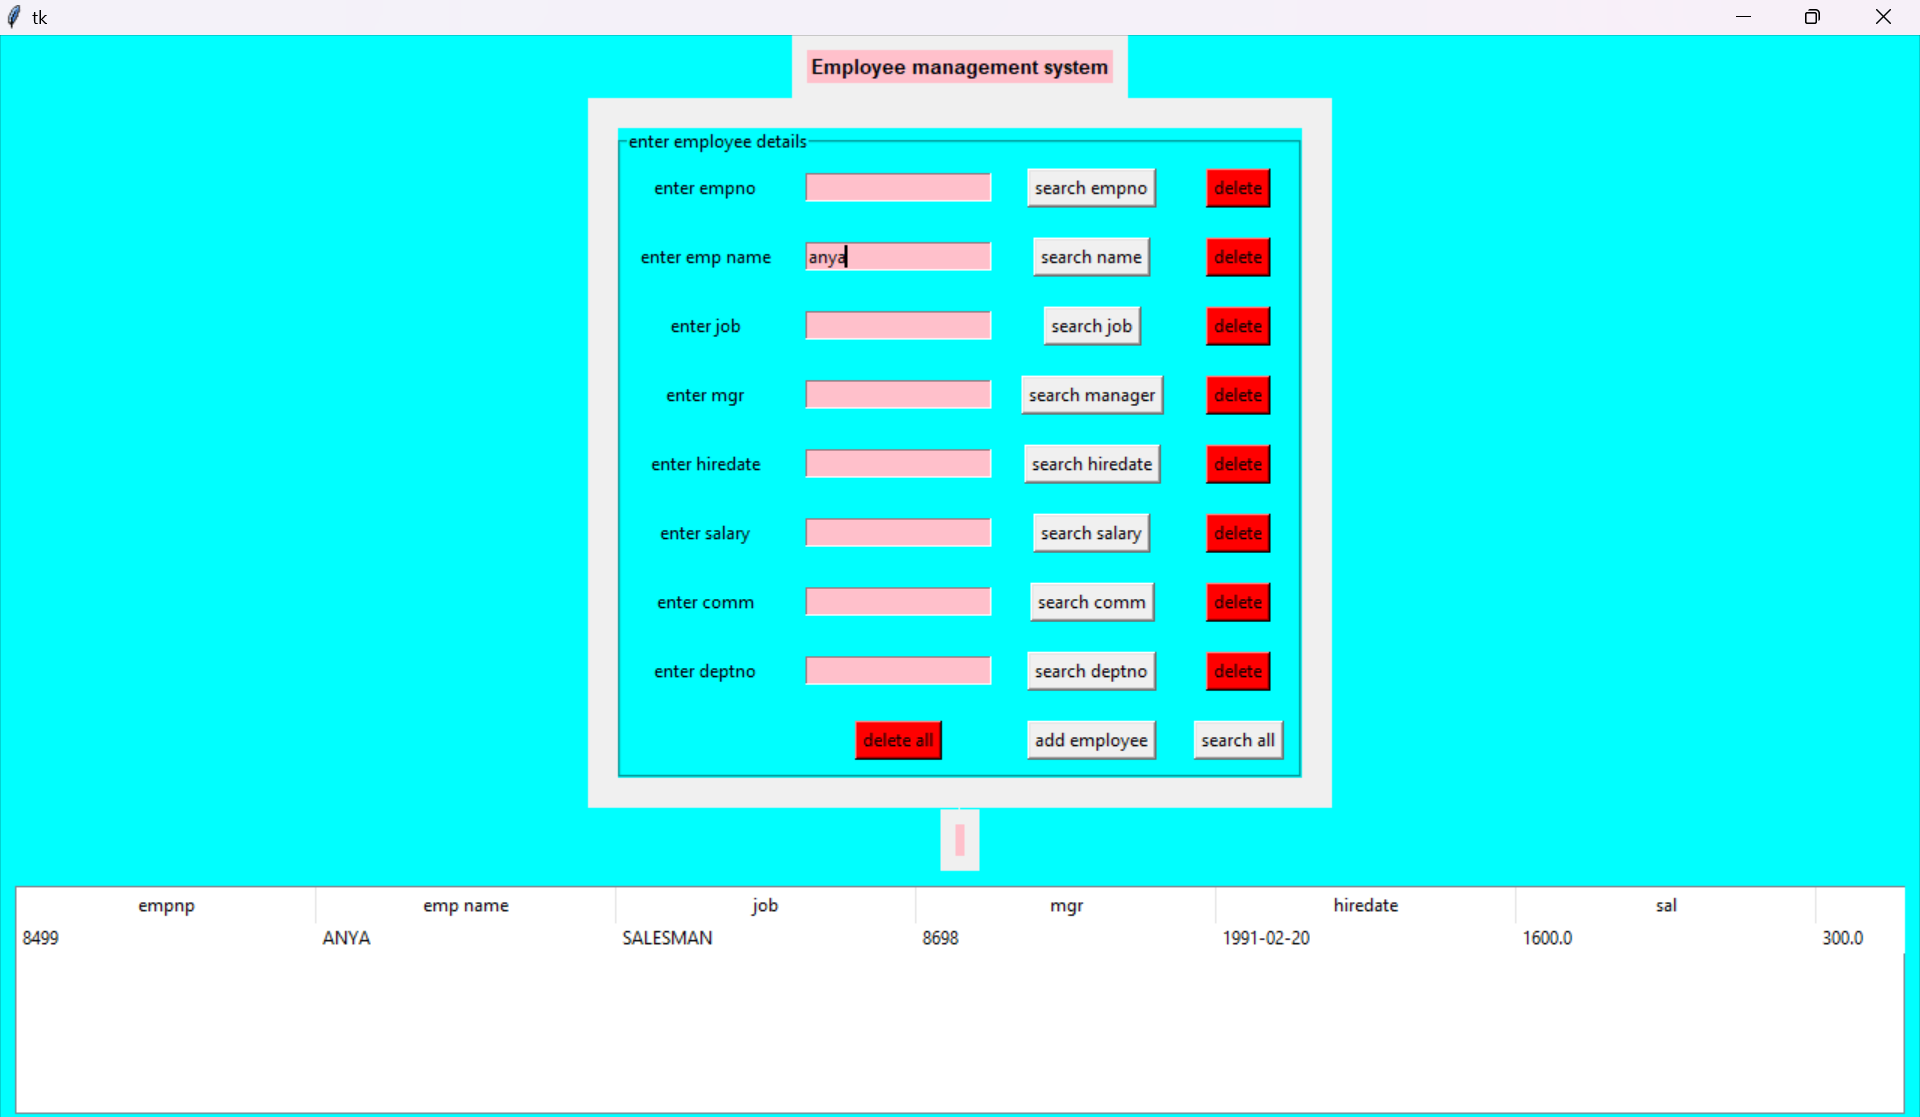 tk
Employee management system
enter employee details
enter empno search empno delete
enter emp name anya search name delete
enter job search job delete
enter mgr search manager delete
enter hiredate search hiredate delete
enter salary search salary delete
enter comm search comm delete
enter deptno search deptno delete
delete all add employee search all
empnp emp name job mgr hiredate sal
8499 ANYA SALESMAN 8698 1991-02-20 1600.0 300.0